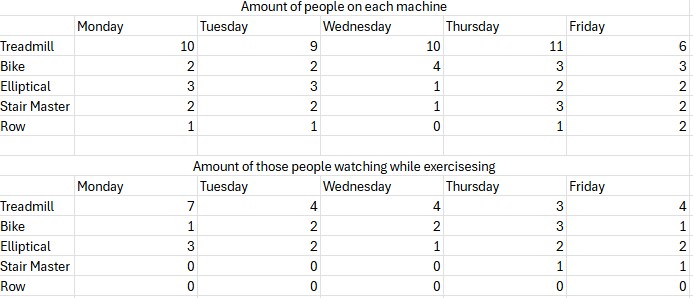 Amount of people on each machine
Monday Tuesday Wednesday Thursday Friday
Treadmill 10 9 10 11 6
Bike 2 2 4 3 3
Elliptical 3 3 1 2 2
Stair Master 2 2 1 3 2
Row 1 1 0 1 2
Amount of those people watching while exercisesing
Monday Tuesday Wednesday Thursday Friday
Treadmill 7 4 4 3 4
Bike 1 2 2 3 1
Elliptical 3 2 1 2 2
Stair Master 0 0 0 1 1
Row 0 0 0 0 0